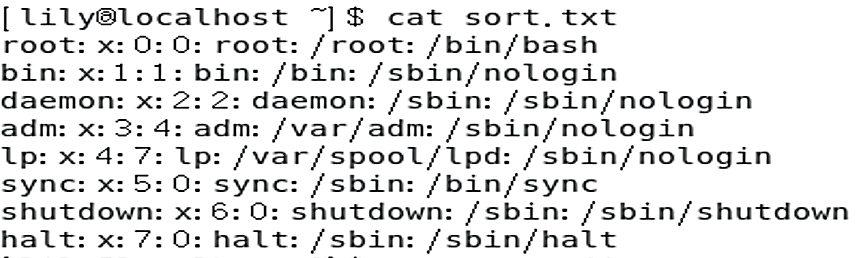 [lily@localhost ~]$ cat sort.txt
root:x:0:0:root:/root:/bin/bash
bin:x:1:1:bin:/bin:/sbin/nologin
daemon:x:2:2:daemon:/sbin:/sbin/nologin
adm:x:3:4:adm:/var/adm:/sbin/nologin
lp:x:4:7:lp:/var/spool/lpd:/sbin/nologin
sync:x:5:0:sync:/sbin:/bin/sync
shutdown:x:6:0:shutdown:/sbin:/sbin/shutdown
halt:x:7:0:halt:/sbin:/sbin/halt